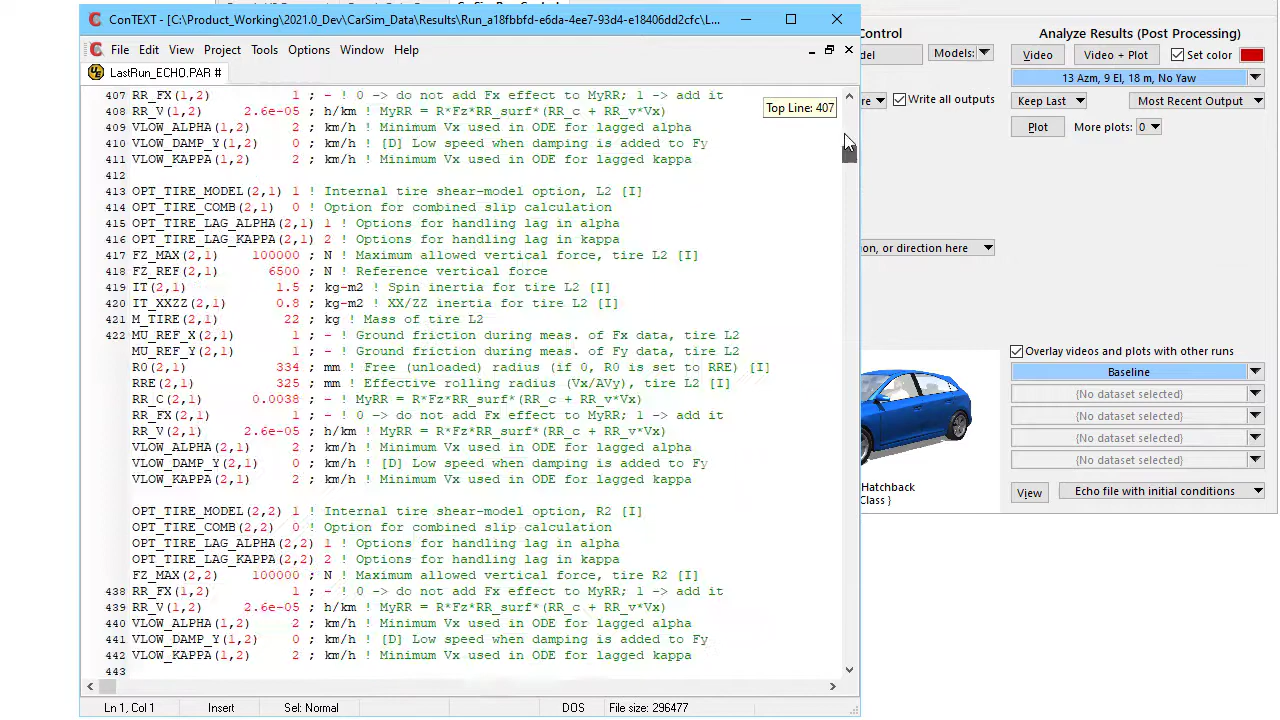 ConTEXT - [C:\Product_Working\2021.0_Dev\CarSim_Data\Results\Run_a18fbbfd-e6da-4ee7-93d4-e18406dd2cfc\L...
File Edit View Project Tools Options Window Help
LastRun_ECHO.PAR #
407 RR_FX(1,2) 1 ; - ! 0 -> do not add Fx effect to MyRR; 1 -> add it
408 RR_V(1,2) 2.6e-05 ; h/km ! MyRR = R*Fz*RR_surf*(RR_c + RR_v*Vx)
409 VLOW_ALPHA(1,2) 2 ; km/h ! Minimum Vx used in ODE for lagged alpha
410 VLOW_DAMP_Y(1,2) 0 ; km/h ! [D] Low speed when damping is added to Fy
411 VLOW_KAPPA(1,2) 2 ; km/h ! Minimum Vx used in ODE for lagged kappa
412
413 OPT_TIRE_MODEL(2,1) 1 ! Internal tire shear-model option, L2 [I]
414 OPT_TIRE_COMB(2,1) 0 ! Option for combined slip calculation
415 OPT_TIRE_LAG_ALPHA(2,1) 1 ! Options for handling lag in alpha
416 OPT_TIRE_LAG_KAPPA(2,1) 2 ! Options for handling lag in kappa
417 FZ_MAX(2,1) 100000 ; N ! Maximum allowed vertical force, tire L2 [I]
418 FZ_REF(2,1) 6500 ; N ! Reference vertical force
419 IT(2,1) 1.5 ; kg-m2 ! Spin inertia for tire L2 [I]
420 IT_XXZZ(2,1) 0.8 ; kg-m2 ! XX/ZZ inertia for tire L2 [I]
421 M_TIRE(2,1) 22 ; kg ! Mass of tire L2
422 MU_REF_X(2,1) 1 ; - ! Ground friction during meas. of Fx data, tire L2
MU_REF_Y(2,1) 1 ; - ! Ground friction during meas. of Fy data, tire L2
R0(2,1) 334 ; mm ! Free (unloaded) radius (if 0, R0 is set to RRE) [I]
RRE(2,1) 325 ; mm ! Effective rolling radius (Vx/AVy), tire L2 [I]
RR_C(2,1) 0.0038 ; - ! MyRR = R*Fz*RR_surf*(RR_c + RR_v*Vx)
RR_FX(2,1) 1 ; - ! 0 -> do not add Fx effect to MyRR; 1 -> add it
RR_V(2,1) 2.6e-05 ; h/km ! MyRR = R*Fz*RR_surf*(RR_c + RR_v*Vx)
VLOW_ALPHA(2,1) 2 ; km/h ! Minimum Vx used in ODE for lagged alpha
VLOW_DAMP_Y(2,1) 0 ; km/h ! [D] Low speed when damping is added to Fy
VLOW_KAPPA(2,1) 2 ; km/h ! Minimum Vx used in ODE for lagged kappa
OPT_TIRE_MODEL(2,2) 1 ! Internal tire shear-model option, R2 [I]
OPT_TIRE_COMB(2,2) 0 ! Option for combined slip calculation
OPT_TIRE_LAG_ALPHA(2,2) 1 ! Options for handling lag in alpha
OPT_TIRE_LAG_KAPPA(2,2) 2 ! Options for handling lag in kappa
FZ_MAX(2,2) 100000 ; N ! Maximum allowed vertical force, tire R2 [I]
438 RR_FX(1,2) 1 ; - ! 0 -> do not add Fx effect to MyRR; 1 -> add it
439 RR_V(1,2) 2.6e-05 ; h/km ! MyRR = R*Fz*RR_surf*(RR_c + RR_v*Vx)
440 VLOW_ALPHA(1,2) 2 ; km/h ! Minimum Vx used in ODE for lagged alpha
441 VLOW_DAMP_Y(1,2) 0 ; km/h ! [D] Low speed when damping is added to Fy
442 VLOW_KAPPA(1,2) 2 ; km/h ! Minimum Vx used in ODE for lagged kappa
443
Top Line: 407
Ln 1, Col 1 Insert Sel: Normal DOS File size: 296477
Control Analyze Results (Post Processing)
Models: Video Video + Plot Set color
13 Azm, 9 El, 18 m, No Yaw
Write all outputs Keep Last Most Recent Output
Plot More plots: 0
on, or direction here
Overlay videos and plots with other runs
Baseline
{No dataset selected}
{No dataset selected}
{No dataset selected}
{No dataset selected}
Hatchback
Class }
View Echo file with initial conditions